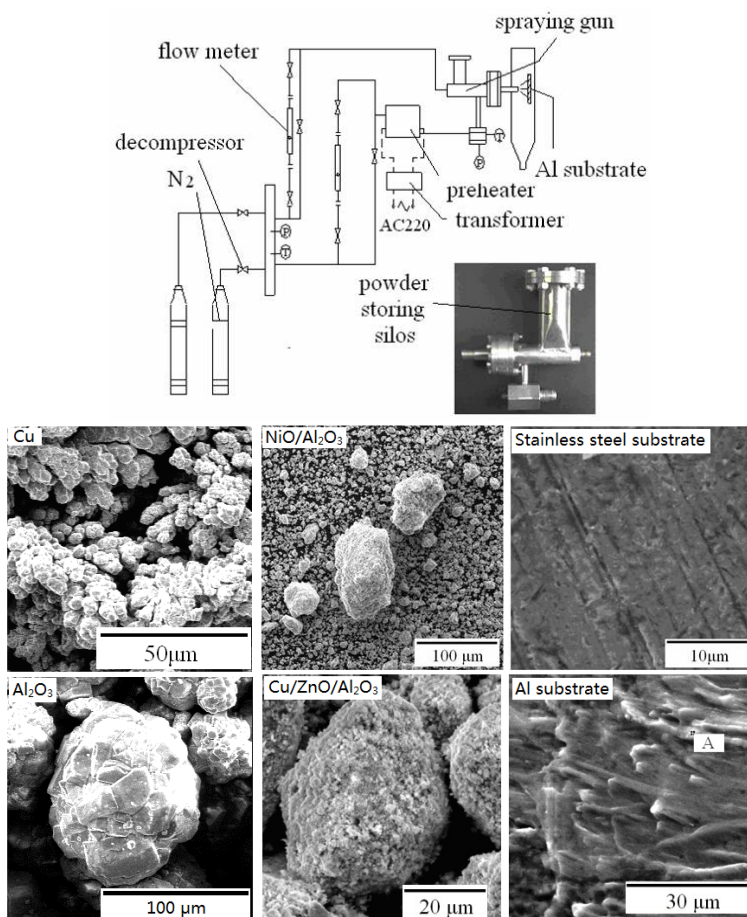 spraying gun
flow meter
decompressor
N2
Al substrate
preheater
transformer
AC220
P
T
P
T
powder
storing
silos
Cu
NiO/Al₂O₃
Stainless steel substrate
50μm
100 μm
10μm
Al₂O₃
Cu/ZnO/Al₂O₃
Al substrate
A
100 μm
20 μm
30 μm